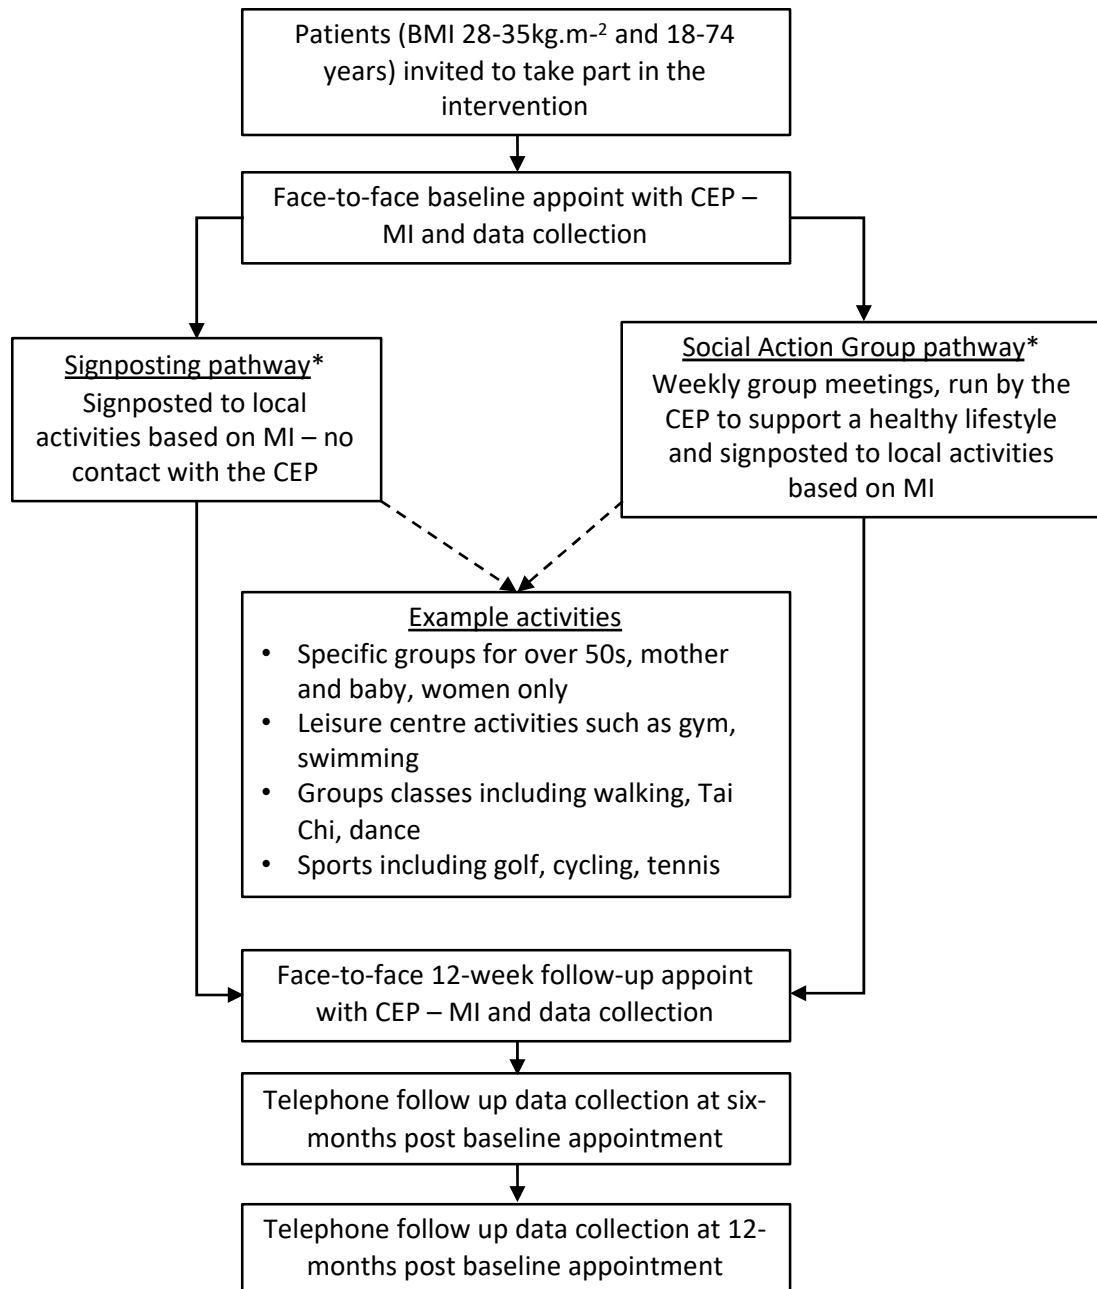 Patients (BMI 28-35kg.m-² and 18-74
years) invited to take part in the
intervention
Face-to-face baseline appoint with CEP –
MI and data collection
Signposting pathway*
Signposted to local
activities based on MI – no
contact with the CEP
Social Action Group pathway*
Weekly group meetings, run by the
CEP to support a healthy lifestyle
and signposted to local activities
based on MI
Example activities
• Specific groups for over 50s, mother
and baby, women only
• Leisure centre activities such as gym,
swimming
• Groups classes including walking, Tai
Chi, dance
• Sports including golf, cycling, tennis
Face-to-face 12-week follow-up appoint
with CEP – MI and data collection
Telephone follow up data collection at six-
months post baseline appointment
Telephone follow up data collection at 12-
months post baseline appointment